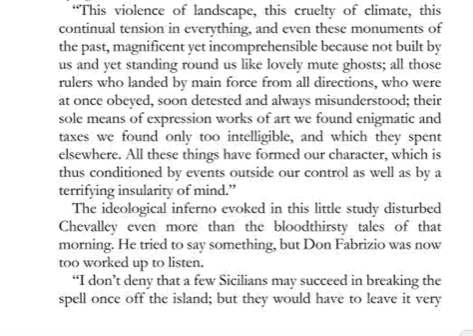 “This violence of landscape, this cruelty of climate, this
continual tension in everything, and even these monuments of
the past, magnificent yet incomprehensible because not built by
us and yet standing round us like lovely mute ghosts; all those
rulers who landed by main force from all directions, who were
at once obeyed, soon detested and always misunderstood; their
sole means of expression works of art we found enigmatic and
taxes we found only too intelligible, and which they spent
elsewhere. All these things have formed our character, which is
thus conditioned by events outside our control as well as by a
terrifying insularity of mind.”
The ideological inferno evoked in this little study disturbed
Chevalley even more than the bloodthirsty tales of that
morning. He tried to say something, but Don Fabrizio was now
too worked up to listen.
“I don’t deny that a few Sicilians may succeed in breaking the
spell once off the island; but they would have to leave it very